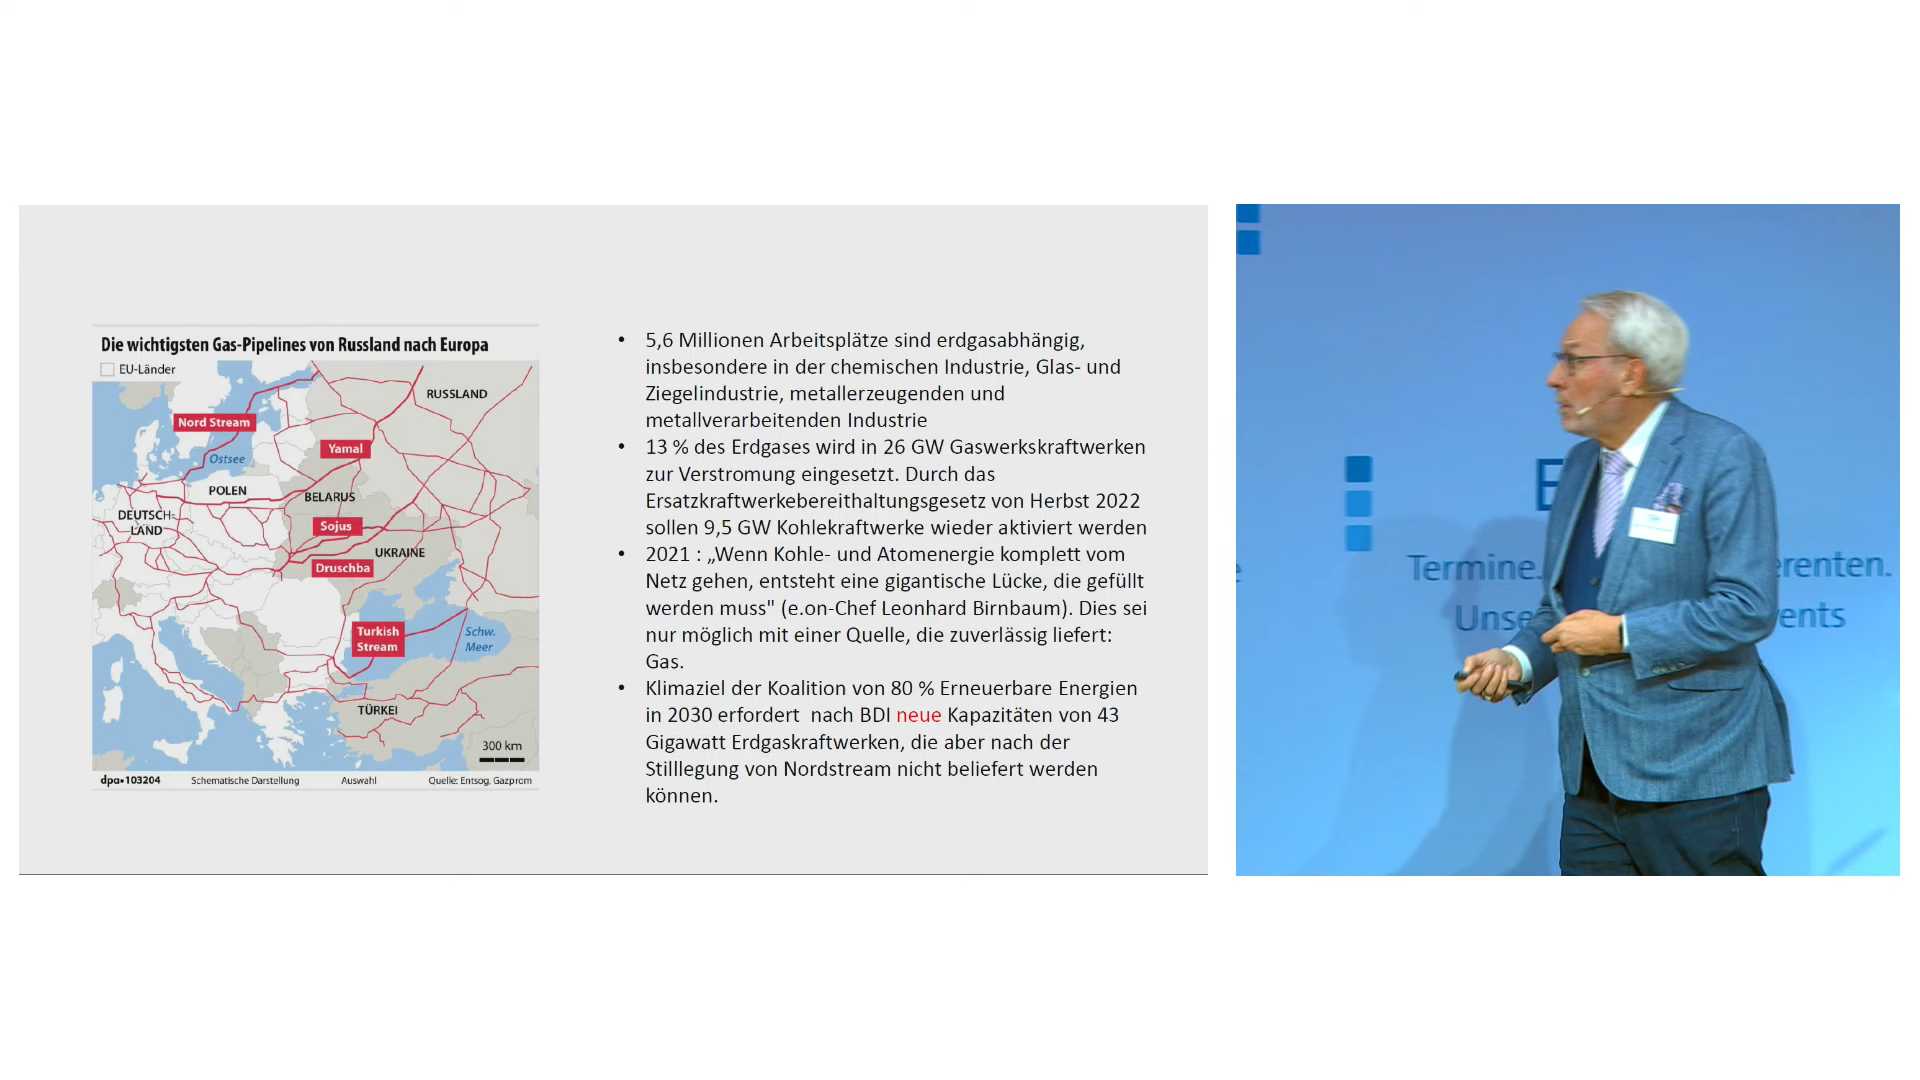 Die wichtigsten Gas-Pipelines von Russland nach Europa
EU-Länder
RUSSLAND
Nord Stream
Yamal
Ostsee
POLEN
BELARUS
DEUTSCH-
LAND
Sojus
UKRAINE
Druschba
Turkish
Stream
Schw.
Meer
TÜRKEI
300 km
dpa•103204 Schematische Darstellung Auswahl Quelle: Entsog, Gazprom
• 5,6 Millionen Arbeitsplätze sind erdgasabhängig,
insbesondere in der chemischen Industrie, Glas- und
Ziegelindustrie, metallerzeugenden und
metallverarbeitenden Industrie
• 13 % des Erdgases wird in 26 GW Gaswerkskraftwerken
zur Verstromung eingesetzt. Durch das
Ersatzkraftwerkebereithaltungsgesetz von Herbst 2022
sollen 9,5 GW Kohlekraftwerke wieder aktiviert werden
• 2021 : „Wenn Kohle- und Atomenergie komplett vom
Netz gehen, entsteht eine gigantische Lücke, die gefüllt
werden muss" (e.on-Chef Leonhard Birnbaum). Dies sei
nur möglich mit einer Quelle, die zuverlässig liefert:
Gas.
• Klimaziel der Koalition von 80 % Erneuerbare Energien
in 2030 erfordert nach BDI neue Kapazitäten von 43
Gigawatt Erdgaskraftwerken, die aber nach der
Stilllegung von Nordstream nicht beliefert werden
können.
E
Termine. erenten.
Unse vents